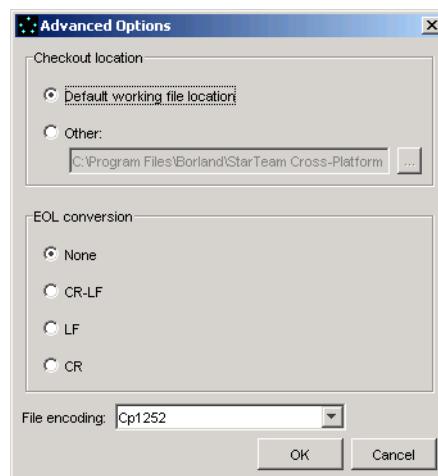 Advanced Options
Checkout location
Default working file location
Other:
C:\Program Files\Borland\StarTeam Cross-Platform
...
EOL conversion
None
CR-LF
LF
CR
File encoding: Cp1252
OK Cancel